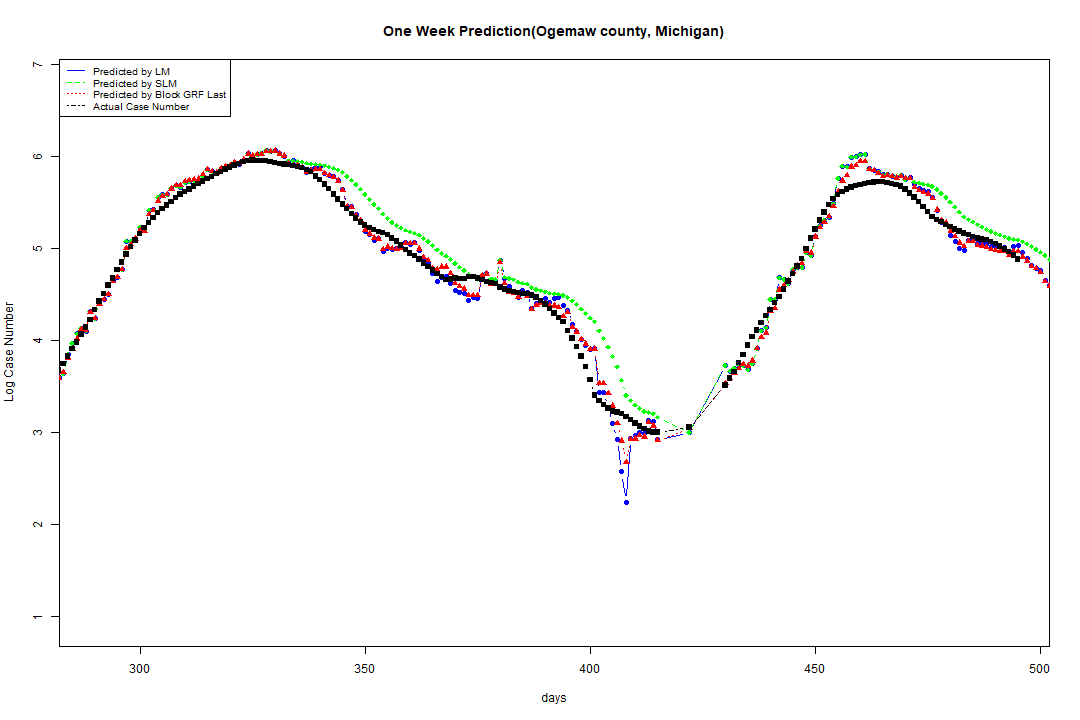 One Week Prediction(Ogemaw county, Michigan)
Predicted by LM
Predicted by SLM
Predicted by Block GRF Last
Actual Case Number
Log Case Number
7
6
5
4
3
2
1
300 350 400 450 500
days